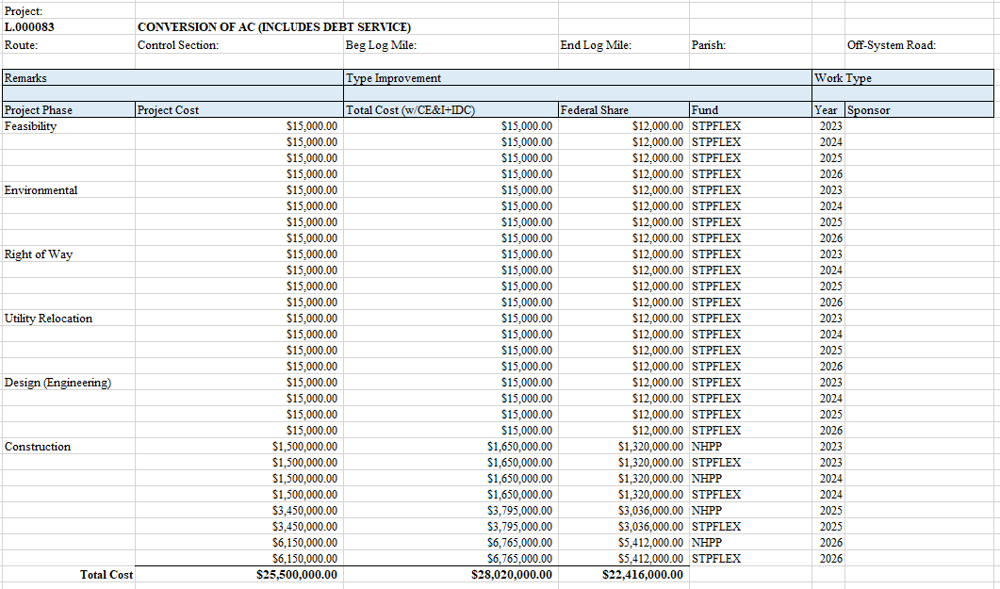 Project:
L.000083 CONVERSION OF AC (INCLUDES DEBT SERVICE)
Route: Control Section: Beg Log Mile: End Log Mile: Parish: Off-System Road:
Remarks Type Improvement Work Type
Project Phase Project Cost Total Cost (w/CE&I+IDC) Federal Share Fund Year Sponsor
Feasibility $15,000.00 $15,000.00 $12,000.00 STPFLEX 2023
$15,000.00 $15,000.00 $12,000.00 STPFLEX 2024
$15,000.00 $15,000.00 $12,000.00 STPFLEX 2025
$15,000.00 $15,000.00 $12,000.00 STPFLEX 2026
Environmental $15,000.00 $15,000.00 $12,000.00 STPFLEX 2023
$15,000.00 $15,000.00 $12,000.00 STPFLEX 2024
$15,000.00 $15,000.00 $12,000.00 STPFLEX 2025
$15,000.00 $15,000.00 $12,000.00 STPFLEX 2026
Right of Way $15,000.00 $15,000.00 $12,000.00 STPFLEX 2023
$15,000.00 $15,000.00 $12,000.00 STPFLEX 2024
$15,000.00 $15,000.00 $12,000.00 STPFLEX 2025
$15,000.00 $15,000.00 $12,000.00 STPFLEX 2026
Utility Relocation $15,000.00 $15,000.00 $12,000.00 STPFLEX 2023
$15,000.00 $15,000.00 $12,000.00 STPFLEX 2024
$15,000.00 $15,000.00 $12,000.00 STPFLEX 2025
$15,000.00 $15,000.00 $12,000.00 STPFLEX 2026
Design (Engineering) $15,000.00 $15,000.00 $12,000.00 STPFLEX 2023
$15,000.00 $15,000.00 $12,000.00 STPFLEX 2024
$15,000.00 $15,000.00 $12,000.00 STPFLEX 2025
$15,000.00 $15,000.00 $12,000.00 STPFLEX 2026
Construction $1,500,000.00 $1,650,000.00 $1,320,000.00 NHPP 2023
$1,500,000.00 $1,650,000.00 $1,320,000.00 STPFLEX 2023
$1,500,000.00 $1,650,000.00 $1,320,000.00 NHPP 2024
$1,500,000.00 $1,650,000.00 $1,320,000.00 STPFLEX 2024
$3,450,000.00 $3,795,000.00 $3,036,000.00 NHPP 2025
$3,450,000.00 $3,795,000.00 $3,036,000.00 STPFLEX 2025
$6,150,000.00 $6,765,000.00 $5,412,000.00 NHPP 2026
$6,150,000.00 $6,765,000.00 $5,412,000.00 STPFLEX 2026
Total Cost $25,500,000.00 $28,020,000.00 $22,416,000.00